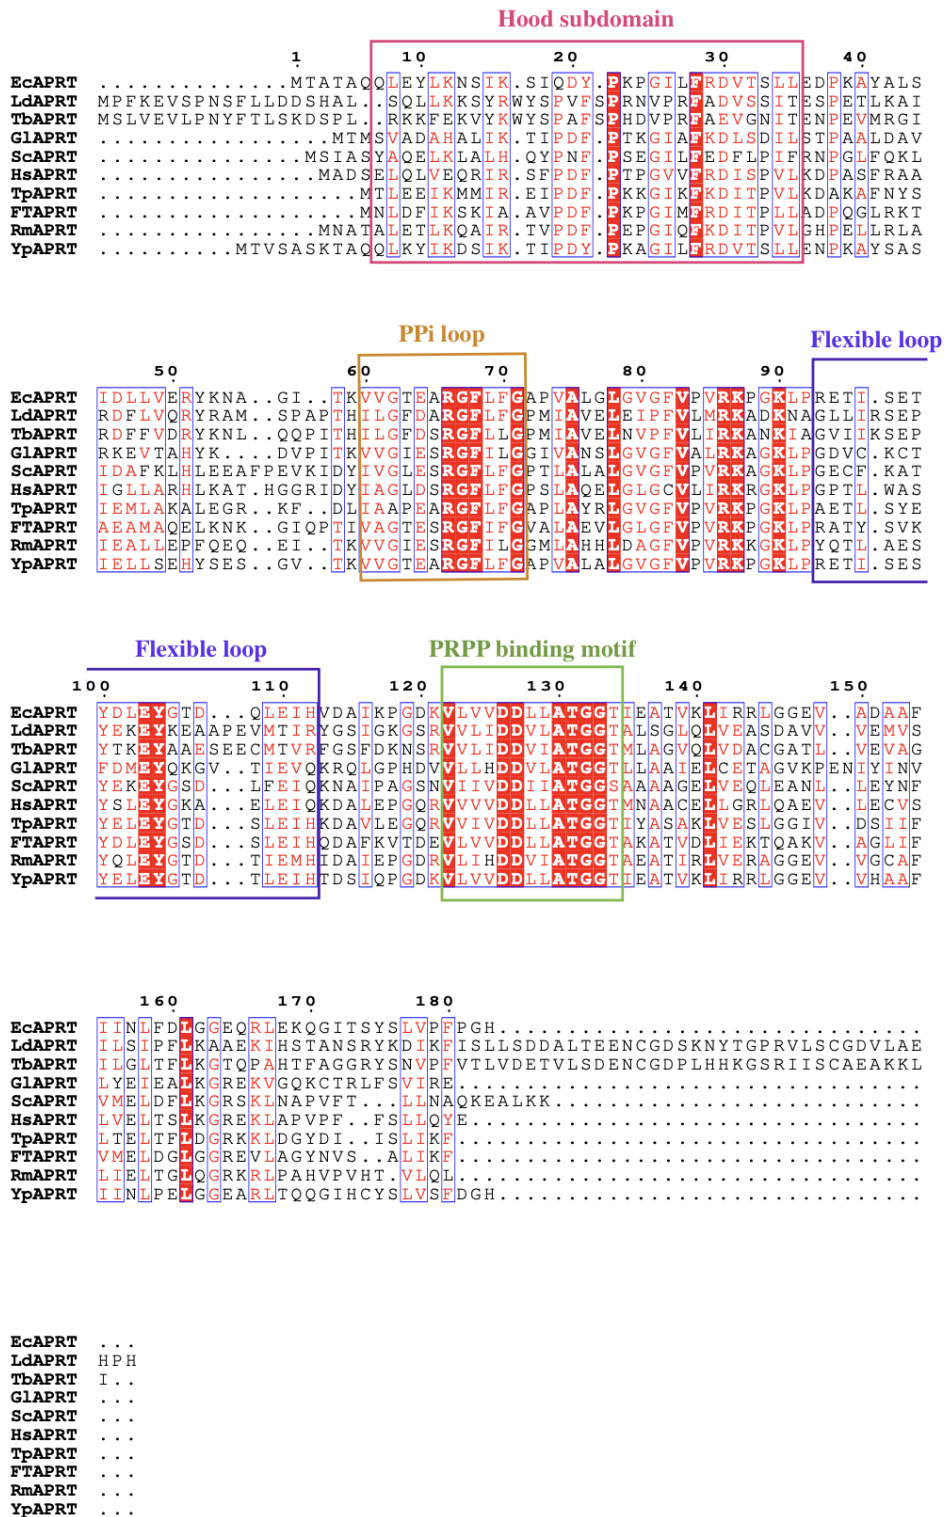 Hood subdomain
1 10 20 30 40
EcAPRT ................MTATAQQLEYLKNSIK.SIQDY.PKPGILFRDVTSLLEDPKAYALS
LdAPRT MPFKEVSPNSFLLDDSHAL..SQLLKKSYRWYSPVFSPRNVPRFADVSSITESPETLKAI
TbAPRT MSLVEVLPNYFTLSKDSPL..RKKFEKVYKWYSPAFSPHDVPRFAEVGNITENPEVMRGI
GlAPRT ...................MTMSVADAHALIK.TIPDF.PTKGIAFKDLSDILSTPAALDAV
ScAPRT .................MSIASYAQELKLALH.QYPNF.PSEGILFEDFLPIFRNPGLFQKL
HsAPRT ..................MADSELQLVEQRIR.SFPDF.PTPGVVFRDISPVLKDPASFRAA
TpAPRT .....................MTLEEIKMMIR.EIPDF.PKKGIKFKDITPVLKDAKAFNYS
FTAPRT .....................MNLDFIKSKIA.AVPDF.PKPGIMFRDITPLLADPQGLRKT
RmAPRT ..................MNATALETLKQAIR.TVPDF.PEPGIQFKDITPVLGHPELLRLA
YpAPRT ............MTVSASKTAQQLKYIKDSIK.TIPDY.PKAGILFRDVTSLLENPKAYSAS
PPi loop
Flexible loop
50 60 70 80 90
EcAPRT IDLLVERYKNA..GI..TKVVGTEARGFLFGAPVALGLGVGFVPVRKPGKLPRETI.SET
LdAPRT RDFLVQRYRAM..SPAPTHILGFDARGFLFGPMIAVELEIPFVLMRKADKNAGLLIRSEP
TbAPRT RDFFVDRYKNL..QQPITHILGFDSRGFLLGPMIAVELNVPFVLIRKANKIAGVIIKSEP
GlAPRT RKEVTAHYK....DVPITKVVGIESRGFILGGIVANSLGVGFVALRKAGKLPGDVC.KCT
ScAPRT IDAFKLHLEEAFPEVKIDYIVGLESRGFLFGPTLALALGVGFVPVRKAGKLPGECF.KAT
HsAPRT IGLLARHLKAT.HGGRIDYIAGLDSRGFLFGPSLAQELGLGCVLIRKRGKLPGPTL.WAS
TpAPRT IEMLAKALEGR..KF..DLIAAPEARGFLFGAPLAYRLGVGFVPVRKPGKLPAETL.SYE
FTAPRT AEAMAQELKNK..GIQPTIVAGTESRGFIFGVALAEVLGLGFVPVRKPGKLPRATY.SVK
RmAPRT IEALLEPFQEQ..EI..TKVVGIESRGFILGGMLAHHLDAGFVPVRKKGKLPYQTL.AES
YpAPRT IELLSEHYSES..GV..TKVVGTEARGFLFGAPVALALGVGFVPVRKPGKLPRETI.SES
Flexible loop
PRPP binding motif
100 110 120 130 140 150
EcAPRT YDLEYGTD...QLEIHVDAIKPGDKVLVVDDLLATGGTIEATVKLIRRLGGEV..ADAAF
LdAPRT YEKEYKEAAPEVMTIRYGSIGKGSRVVLIDDVLATGGTALSGLQLVEASDAVV..VEMVS
TbAPRT YTKEYAAESEECMTVRFGSFDKNSRVVLIDDVIATGGTMLAGVQLVDACGATL..VEVAG
GlAPRT FDMEYQKGV..TIEVQKRQLGPHDVVLLHDDVLATGGTLLAAIELCETAGVKPENIYINV
ScAPRT YEKEYGSD...LFEIQKNAIPAGSNVIIVDDIIATGGSAAAAGELVEQLEANL..LEYNF
HsAPRT YSLEYGKA...ELEIQKDALEPGQRVVVVDDLLATGGTMNAACELLGRLQAEV..LECVS
TpAPRT YELEYGTD...SLEIHKDAVLEGQRVVIVDDLLATGGTIYASAKLVESLGGIV..DSIIF
FTAPRT YDLEYGSD...SLEIHQDAFKVTDEVLVVDDLLATGGTAKATVDLIEKTQAKV..AGLIF
RmAPRT YQLEYGTD...TIEMHIDAIEPGDRVLIHDDVIATGGTAEATIRLVERAGGEV..VGCAF
YpAPRT YELEYGTD...TLEIHTDSIQPGDKVLVVDDLLATGGTIEATVKLIRRLGGEV..VHAAF
160 170 180
EcAPRT IINLFDLGGEQRLEKQGITSYSLVPFPGH...............................
LdAPRT ILSIPFLKAAEKIHSTANSRYKDIKFISLLSDDALTEENCGDSKNYTGPRVLSCGDVLAE
TbAPRT ILGLTFLKGTQPAHTFAGGRYSNVPFVTLVDETVLSDENCGDPLHHKGSRIISCAEAKKL
GlAPRT LYEIEALKGREKVGQKCTRLFSVIRE..................................
ScAPRT VMELDFLKGRSKLNAPVFT...LLNAQKEALKK...........................
HsAPRT LVELTSLKGREKLAPVPF..FSLLQYE.................................
TpAPRT LTELTFLDGRKKLDGYDI..ISLIKF..................................
FTAPRT VMELDGLGGREVLAGYNVS..ALIKF..................................
RmAPRT LIELTGLQGRKRLPAHVPVHT.VLQL..................................
YpAPRT IINLPELGGEARLTQQGIHCYSLVSFDGH...............................
EcAPRT ...
LdAPRT HPH
TbAPRT I..
GlAPRT ...
ScAPRT ...
HsAPRT ...
TpAPRT ...
FTAPRT ...
RmAPRT ...
YpAPRT ...